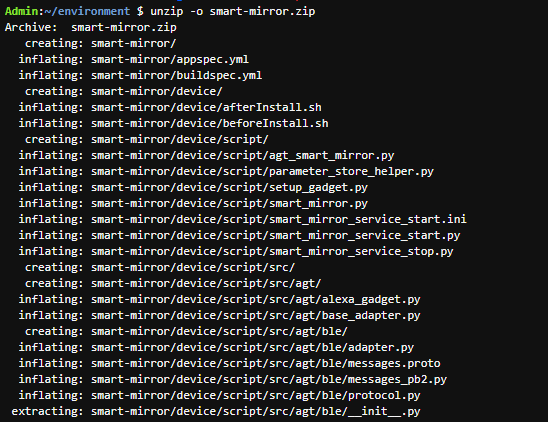 Admin:~/environment $ unzip -o smart-mirror.zip
Archive:  smart-mirror.zip
   creating: smart-mirror/
  inflating: smart-mirror/appspec.yml
  inflating: smart-mirror/buildspec.yml
   creating: smart-mirror/device/
  inflating: smart-mirror/device/afterInstall.sh
  inflating: smart-mirror/device/beforeInstall.sh
   creating: smart-mirror/device/script/
  inflating: smart-mirror/device/script/agt_smart_mirror.py
  inflating: smart-mirror/device/script/parameter_store_helper.py
  inflating: smart-mirror/device/script/setup_gadget.py
  inflating: smart-mirror/device/script/smart_mirror.py
  inflating: smart-mirror/device/script/smart_mirror_service_start.ini
  inflating: smart-mirror/device/script/smart_mirror_service_start.py
  inflating: smart-mirror/device/script/smart_mirror_service_stop.py
   creating: smart-mirror/device/script/src/
   creating: smart-mirror/device/script/src/agt/
  inflating: smart-mirror/device/script/src/agt/alexa_gadget.py
  inflating: smart-mirror/device/script/src/agt/base_adapter.py
   creating: smart-mirror/device/script/src/agt/ble/
  inflating: smart-mirror/device/script/src/agt/ble/adapter.py
  inflating: smart-mirror/device/script/src/agt/ble/messages.proto
  inflating: smart-mirror/device/script/src/agt/ble/messages_pb2.py
  inflating: smart-mirror/device/script/src/agt/ble/protocol.py
 extracting: smart-mirror/device/script/src/agt/ble/__init__.py